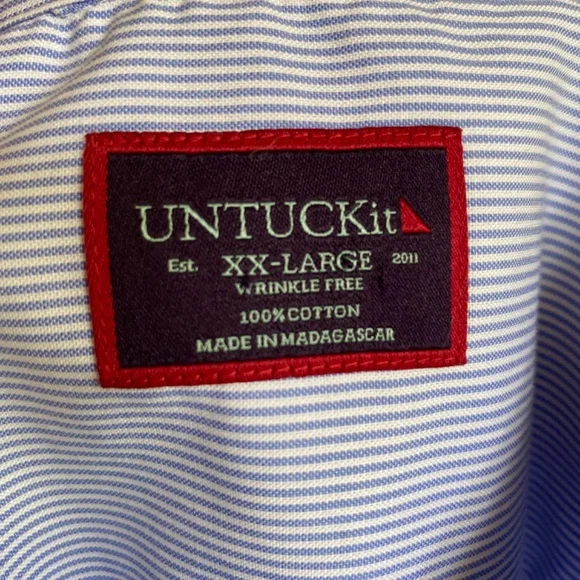 UNTUCKit
Est. XX-LARGE 2011
WRINKLE FREE
100% COTTON
MADE IN MADAGASCAR